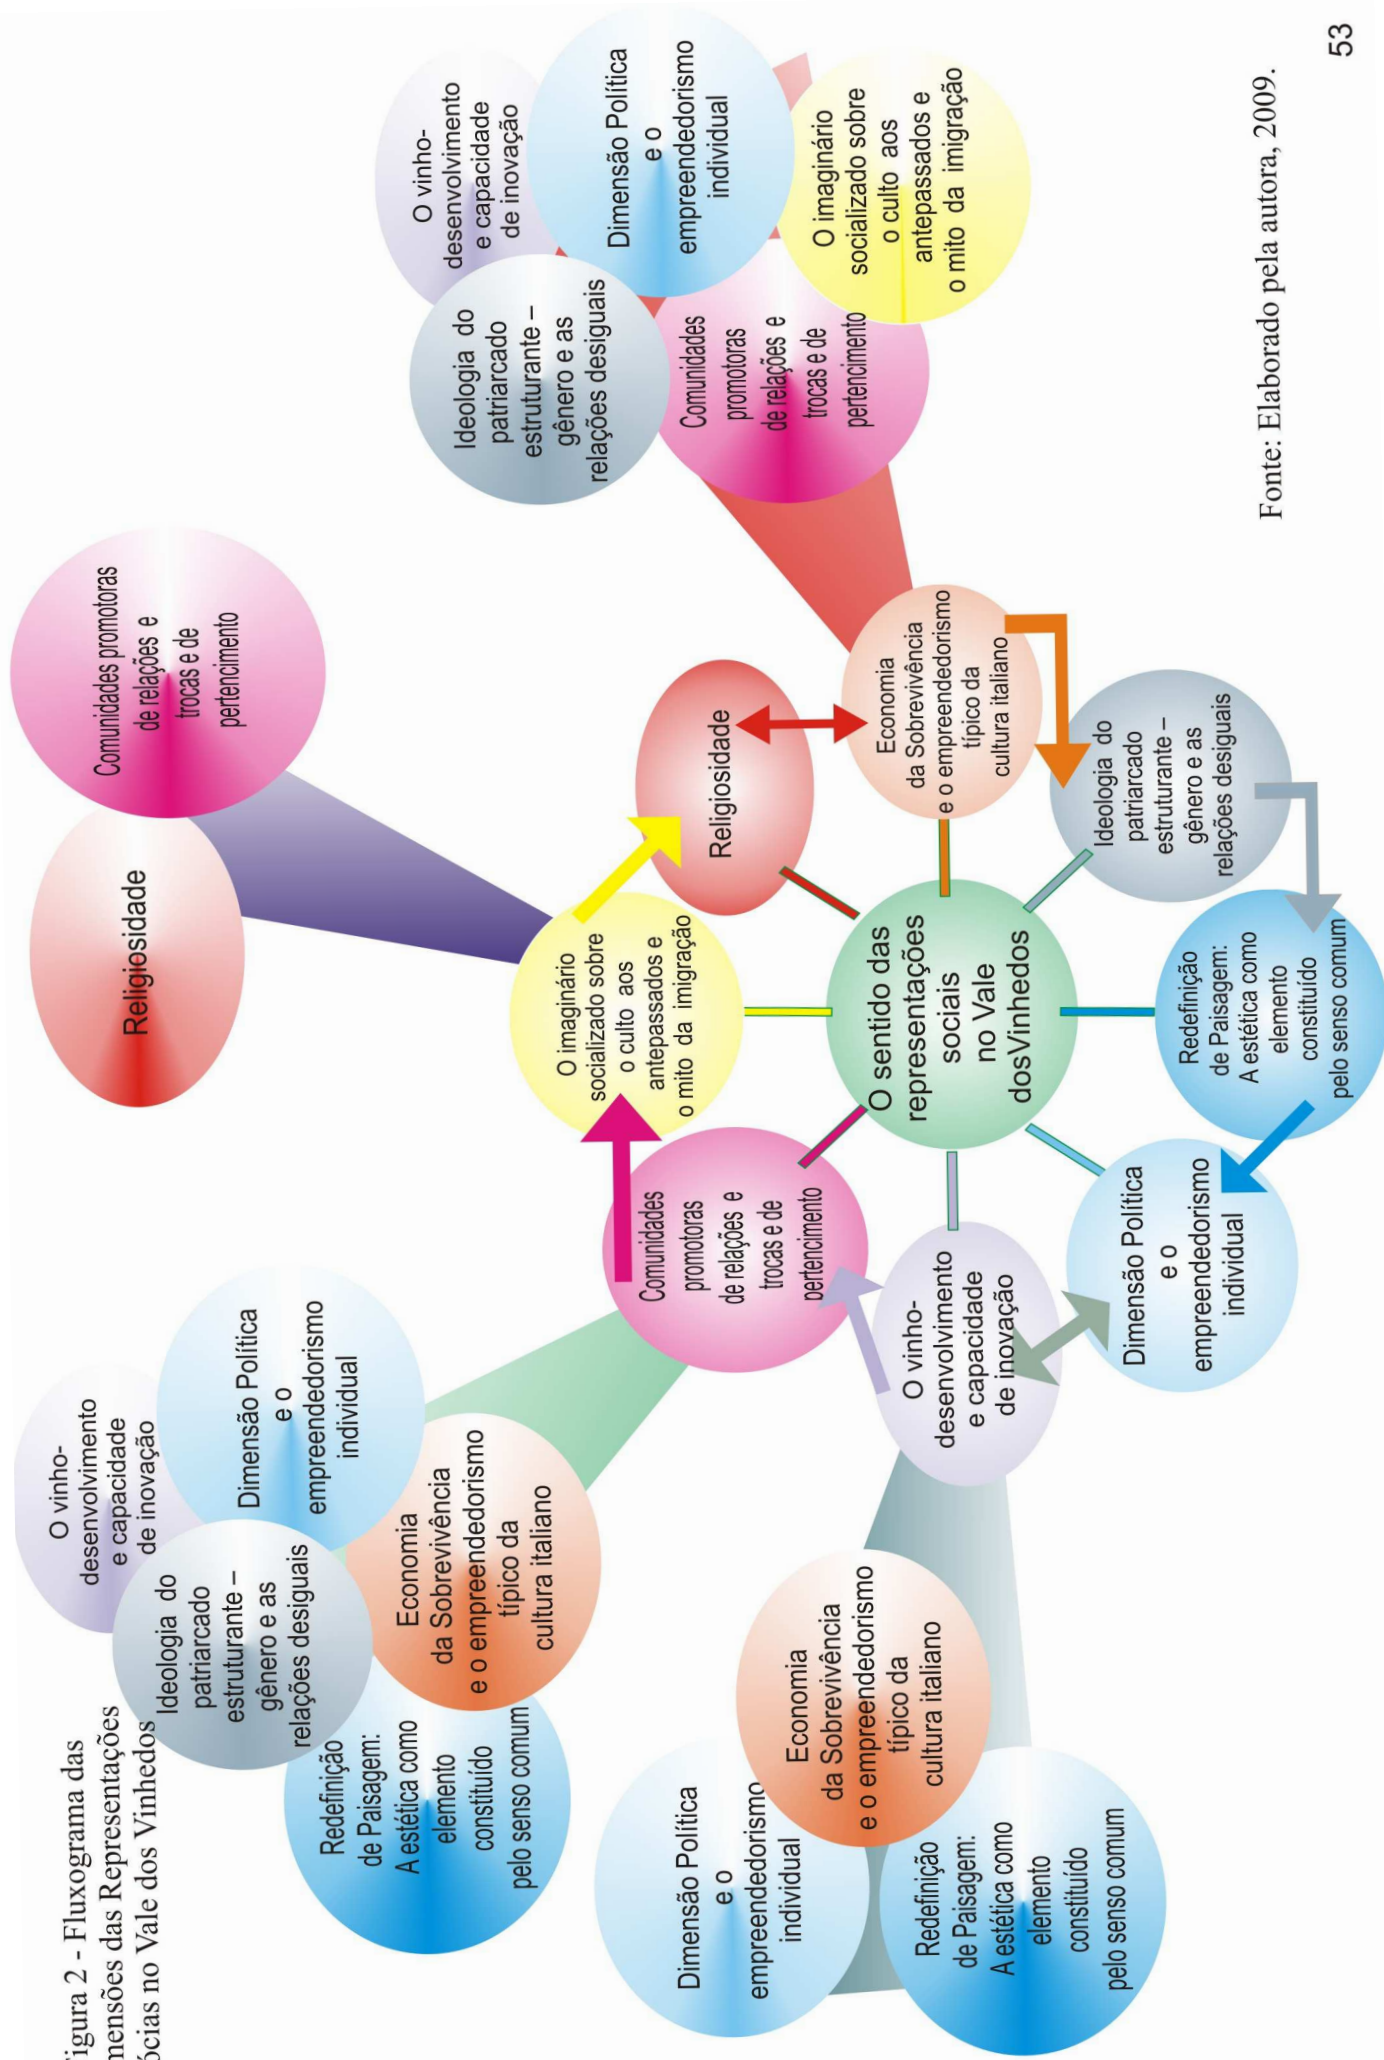 igura 2 - Fluxograma das
mensões das Representações
ócias no Vale dos Vinhedos
O vinho-
desenvolvimento
e capacidade
de inovação
Ideologia do
patriarcado
estruturante –
gênero e as
relações desiguais
Dimensão Política
e o
empreendedorismo
individual
Redefinição
de Paisagem:
A estética como
elemento
constituído
pelo senso comum
Economia
da Sobrevivência
e o empreendedorismo
típico da
cultura italiano
Religiosidade
Comunidades promotoras
de relações e
trocas e de
pertencimento
O vinho-
desenvolvimento
e capacidade
de inovação
Ideologia do
patriarcado
estruturante –
gênero e as
relações desiguais
Dimensão Política
e o
empreendedorismo
individual
Comunidades
promotoras
de relações e
trocas e de
pertencimento
O imaginário
socializado sobre
o culto aos
antepassados e
o mito da imigração
Dimensão Política
e o
empreendedorismo
individual
Economia
da Sobrevivência
e o empreendedorismo
típico da
cultura italiano
Redefinição
de Paisagem:
A estética como
elemento
constituído
pelo senso comum
O imaginário
socializado sobre
o culto aos
antepassados e
o mito da imigração
Comunidades
promotoras
de relações e
trocas e de
pertencimento
Religiosidade
O sentido das
representações
sociais
no Vale
dosVinhedos
O vinho-
desenvolvimento
e capacidade
de inovação
Economia
da Sobrevivência
e o empreendedorismo
típico da
cultura italiano
Dimensão Política
e o
empreendedorismo
individual
Ideologia do
patriarcado
estruturante –
gênero e as
relações desiguais
Redefinição
de Paisagem:
A estética como
elemento
constituído
pelo senso comum
Fonte: Elaborado pela autora, 2009.
53